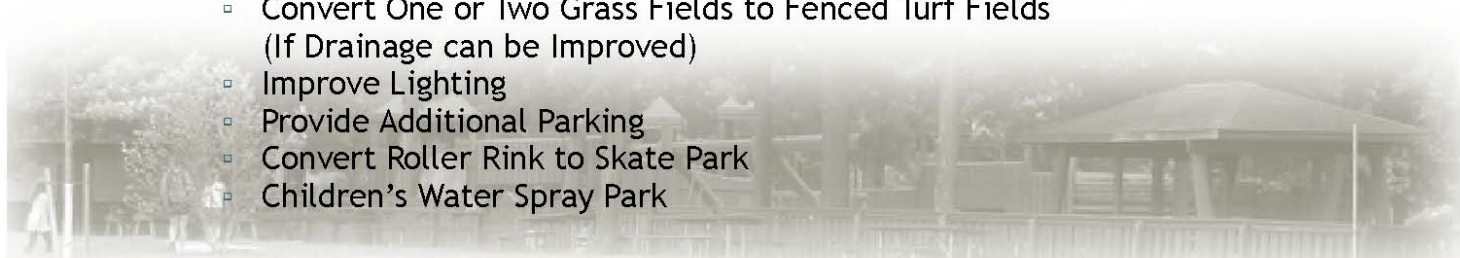 ▫ Convert One or Two Grass Fields to Fenced Turf Fields
(If Drainage can be Improved)
▫ Improve Lighting
▫ Provide Additional Parking
▫ Convert Roller Rink to Skate Park
▫ Children's Water Spray Park